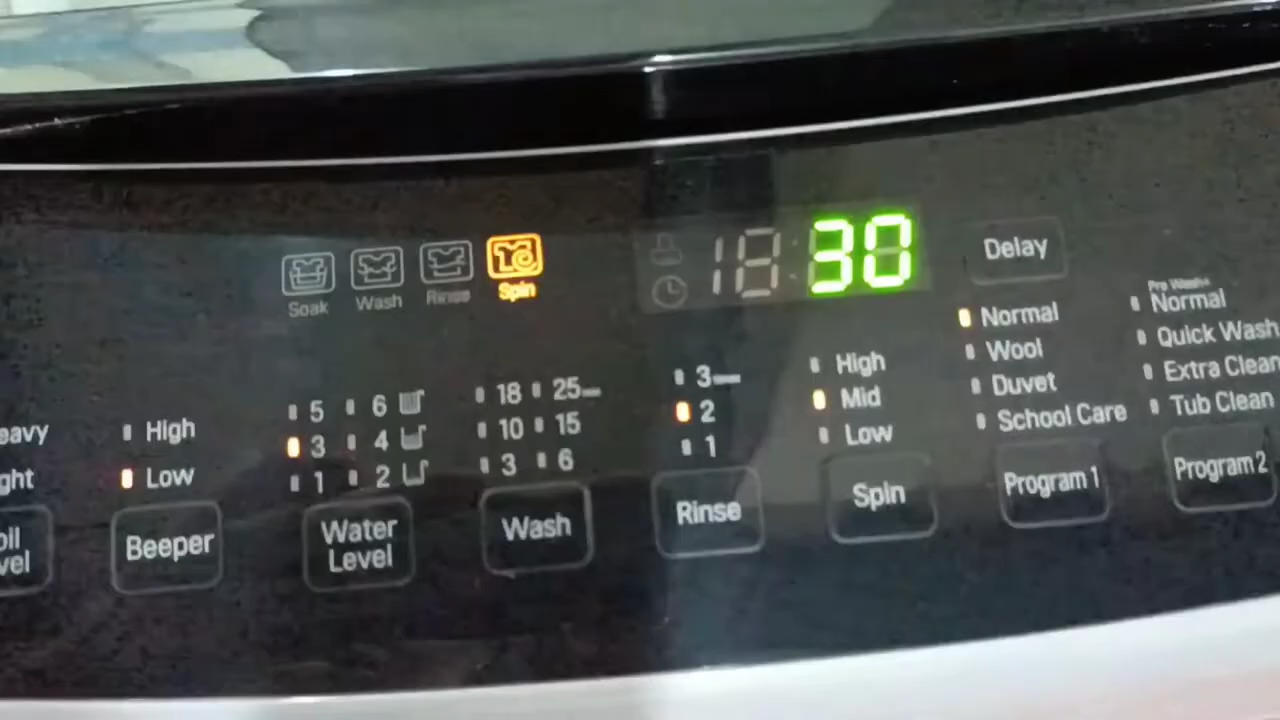 Soak Wash Rinse Spin
30
Delay
eavy
ght
oil
vel
High
Low
Beeper
5 6
3 4
1 2
Water
Level
18 25
10 15
3 6
Wash
3
2
1
Rinse
High
Mid
Low
Spin
Normal
Wool
Duvet
School Care
Program 1
Pre Wash+
Normal
Quick Wash
Extra Clean
Tub Clean
Program 2